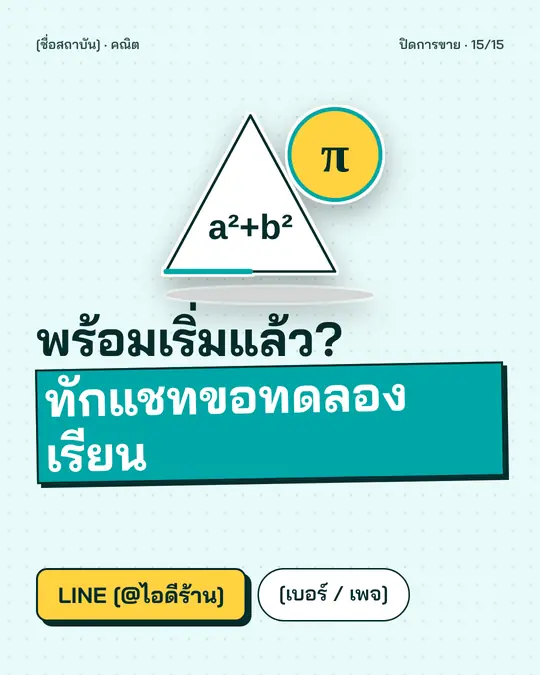 (ชื่อสถาบัน) · คณิต
ปิดการขาย · 15/15
π
a²+b²
พร้อมเริ่มแล้ว?
ทักแชทขอทดลอง
เรียน
LINE (@ไอดีร้าน)
(เบอร์ / เพจ)